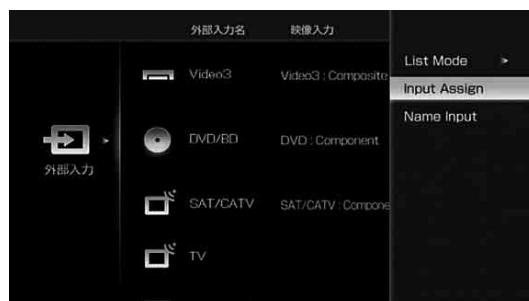 外部入力名 映像入力
外部入力
Video3 Video3 : Composite
DVD/BD DVD : Component
SAT/CATV SAT/CATV : Compone
TV
List Mode
Input Assign
Name Input